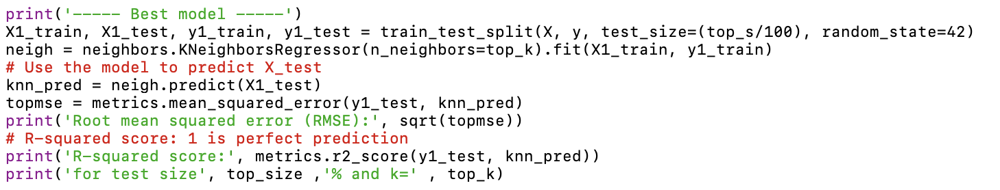 print('----- Best model -----')
X1_train, X1_test, y1_train, y1_test = train_test_split(X, y, test_size=(top_s/100), random_state=42)
neigh = neighbors.KNeighborsRegressor(n_neighbors=top_k).fit(X1_train, y1_train)
# Use the model to predict X_test
knn_pred = neigh.predict(X1_test)
topmse = metrics.mean_squared_error(y1_test, knn_pred)
print('Root mean squared error (RMSE):', sqrt(topmse))
# R-squared score: 1 is perfect prediction
print('R-squared score:', metrics.r2_score(y1_test, knn_pred))
print('for test size', top_size ,'% and k=' , top_k)